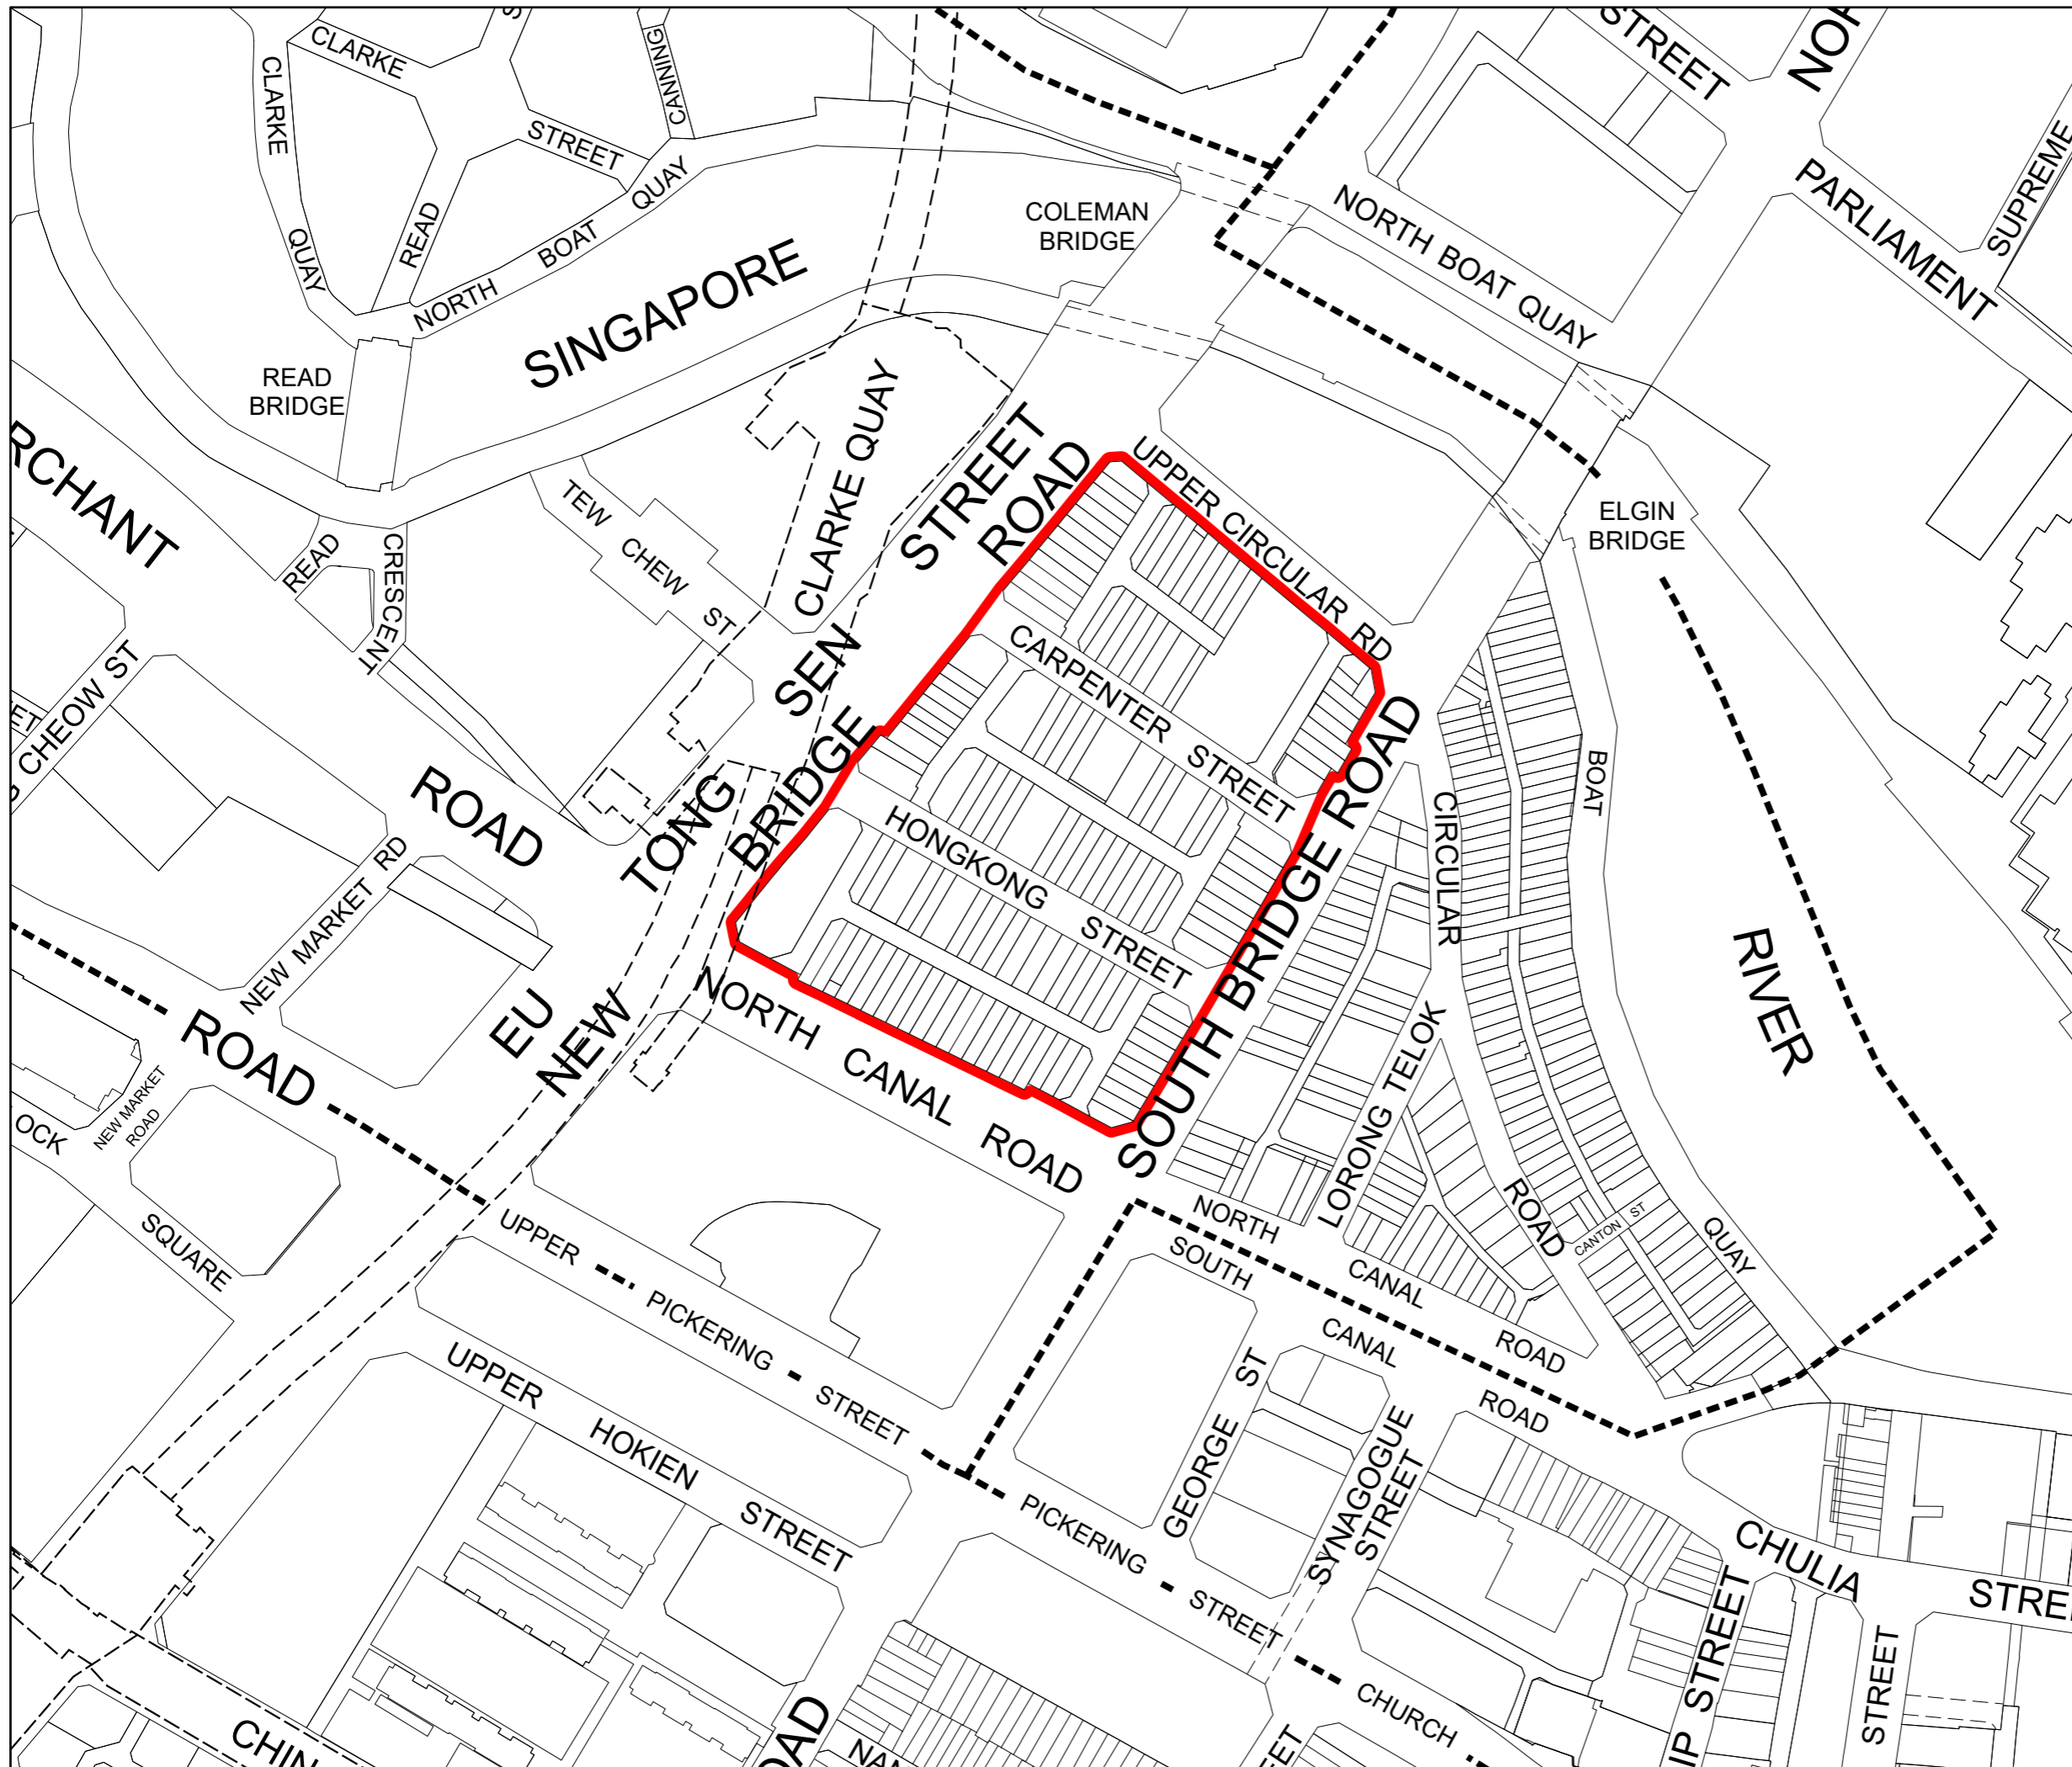 CLARKE
STREET
CANNING
CLARKE
QUAY
READ
NORTH BOAT QUAY
SINGAPORE
COLEMAN
BRIDGE
STREET
PARLIAMENT
SUPREME
NORTH BOAT QUAY
READ
BRIDGE
CLARKE QUAY
TEW CHEW ST
READ
CRESCENT
STREET
ROAD
UPPER CIRCULAR RD
ELGIN
BRIDGE
CHEOW ST
ROAD
NEW MARKET RD
EU
TONG
SEN
NEW
BRIDGE
CARPENTER STREET
HONGKONG STREET
SOUTH BRIDGE ROAD
CIRCULAR
ROAD
BOAT
QUAY
RIVER
NORTH CANAL ROAD
LORONG TELOK
CANTON ST
ROAD
NEW MARKET
ROAD
SQUARE
UPPER PICKERING STREET
NORTH
CANAL
ROAD
SOUTH
CANAL
ROAD
UPPER HOKIEN STREET
GEORGE ST
SYNAGOGUE
STREET
PICKERING STREET
CHULIA
STREET
CHURCH